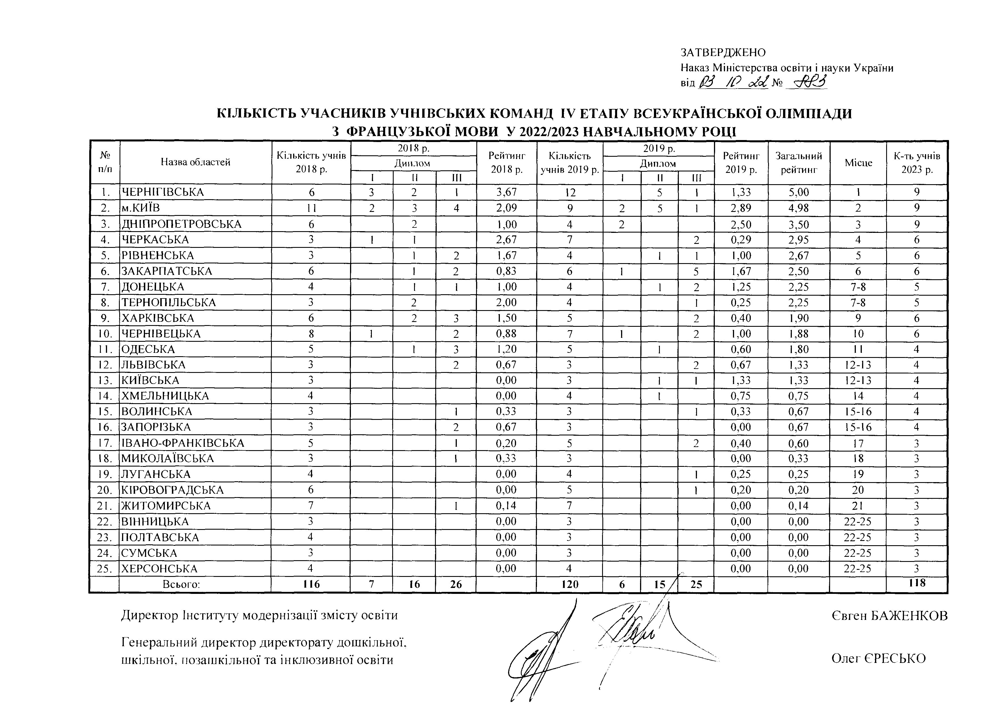 ЗАТВЕРДЖЕНО
Наказ Міністерства освіти і науки України
від 03 10 22 № 883
КІЛЬКІСТЬ УЧАСНИКІВ УЧНІВСЬКИХ КОМАНД ІV ЕТАПУ ВСЕУКРАЇНСЬКОЇ ОЛІМПІАДИ
З ФРАНЦУЗЬКОЇ МОВИ У 2022/2023 НАВЧАЛЬНОМУ РОЦІ
№ п/п Назва областей Кількість учнів 2018 р. 2018 р. Диплом І ІІ ІІІ Рейтинг 2018 р. Кількість учнів 2019 р. 2019 р. Диплом І ІІ ІІІ Рейтинг 2019 р. Загальний рейтинг Місце К-ть учнів 2023 р.
1. ЧЕРНІГІВСЬКА 6 3 2 1 3,67 12 5 1 1,33 5,00 1 9
2. м.КИЇВ 11 2 3 4 2,09 9 2 5 1 2,89 4,98 2 9
3. ДНІПРОПЕТРОВСЬКА 6 2 1,00 4 2 2,50 3,50 3 9
4. ЧЕРКАСЬКА 3 1 1 2,67 7 2 0,29 2,95 4 6
5. РІВНЕНСЬКА 3 1 2 1,67 4 1 1 1,00 2,67 5 6
6. ЗАКАРПАТСЬКА 6 1 2 0,83 6 1 5 1,67 2,50 6 6
7. ДОНЕЦЬКА 4 1 1 1,00 4 1 2 1,25 2,25 7-8 5
8. ТЕРНОПІЛЬСЬКА 3 2 2,00 4 1 0,25 2,25 7-8 5
9. ХАРКІВСЬКА 6 2 3 1,50 5 2 0,40 1,90 9 6
10. ЧЕРНІВЕЦЬКА 8 1 2 0,88 7 1 2 1,00 1,88 10 6
11. ОДЕСЬКА 5 1 3 1,20 5 1 0,60 1,80 11 4
12. ЛЬВІВСЬКА 3 2 0,67 3 2 0,67 1,33 12-13 4
13. КИЇВСЬКА 3 0,00 3 1 1 1,33 1,33 12-13 4
14. ХМЕЛЬНИЦЬКА 4 0,00 4 1 0,75 0,75 14 4
15. ВОЛИНСЬКА 3 1 0,33 3 1 0,33 0,67 15-16 4
16. ЗАПОРІЗЬКА 3 2 0,67 3 0,00 0,67 15-16 4
17. ІВАНО-ФРАНКІВСЬКА 5 1 0,20 5 2 0,40 0,60 17 3
18. МИКОЛАЇВСЬКА 3 1 0,33 3 0,00 0,33 18 3
19. ЛУГАНСЬКА 4 0,00 4 1 0,25 0,25 19 3
20. КІРОВОГРАДСЬКА 6 0,00 5 1 0,20 0,20 20 3
21. ЖИТОМИРСЬКА 7 1 0,14 7 0,00 0,14 21 3
22. ВІННИЦЬКА 3 0,00 3 0,00 0,00 22-25 3
23. ПОЛТАВСЬКА 4 0,00 3 0,00 0,00 22-25 3
24. СУМСЬКА 3 0,00 3 0,00 0,00 22-25 3
25. ХЕРСОНСЬКА 4 0,00 4 0,00 0,00 22-25 3
Всього: 116 7 16 26 120 6 15 25 118
Директор Інституту модернізації змісту освіти Євген БАЖЕНКОВ
Генеральний директор директорату дошкільної,
шкільної, позашкільної та інклюзивної освіти Олег ЄРЕСЬКО